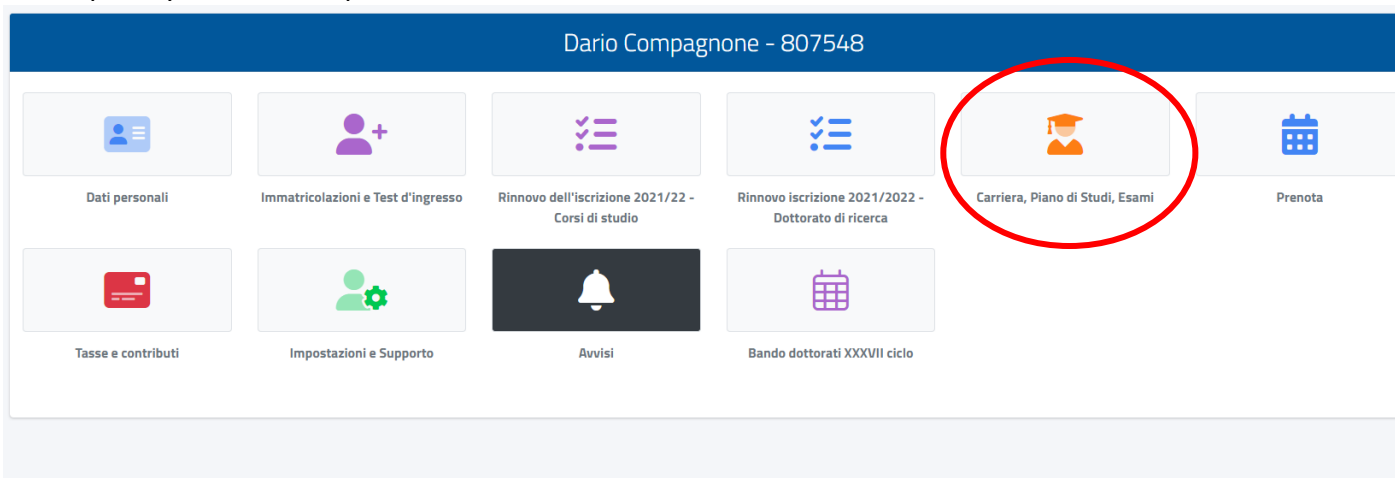 Dario Compagnone - 807548
Dati personali
Immatricolazioni e Test d'ingresso
Rinnovo dell'iscrizione 2021/22 -
Corsi di studio
Rinnovo iscrizione 2021/2022 -
Dottorato di ricerca
Carriera, Piano di Studi, Esami
Prenota
Tasse e contributi
Impostazioni e Supporto
Avvisi
Bando dottorati XXXVII ciclo